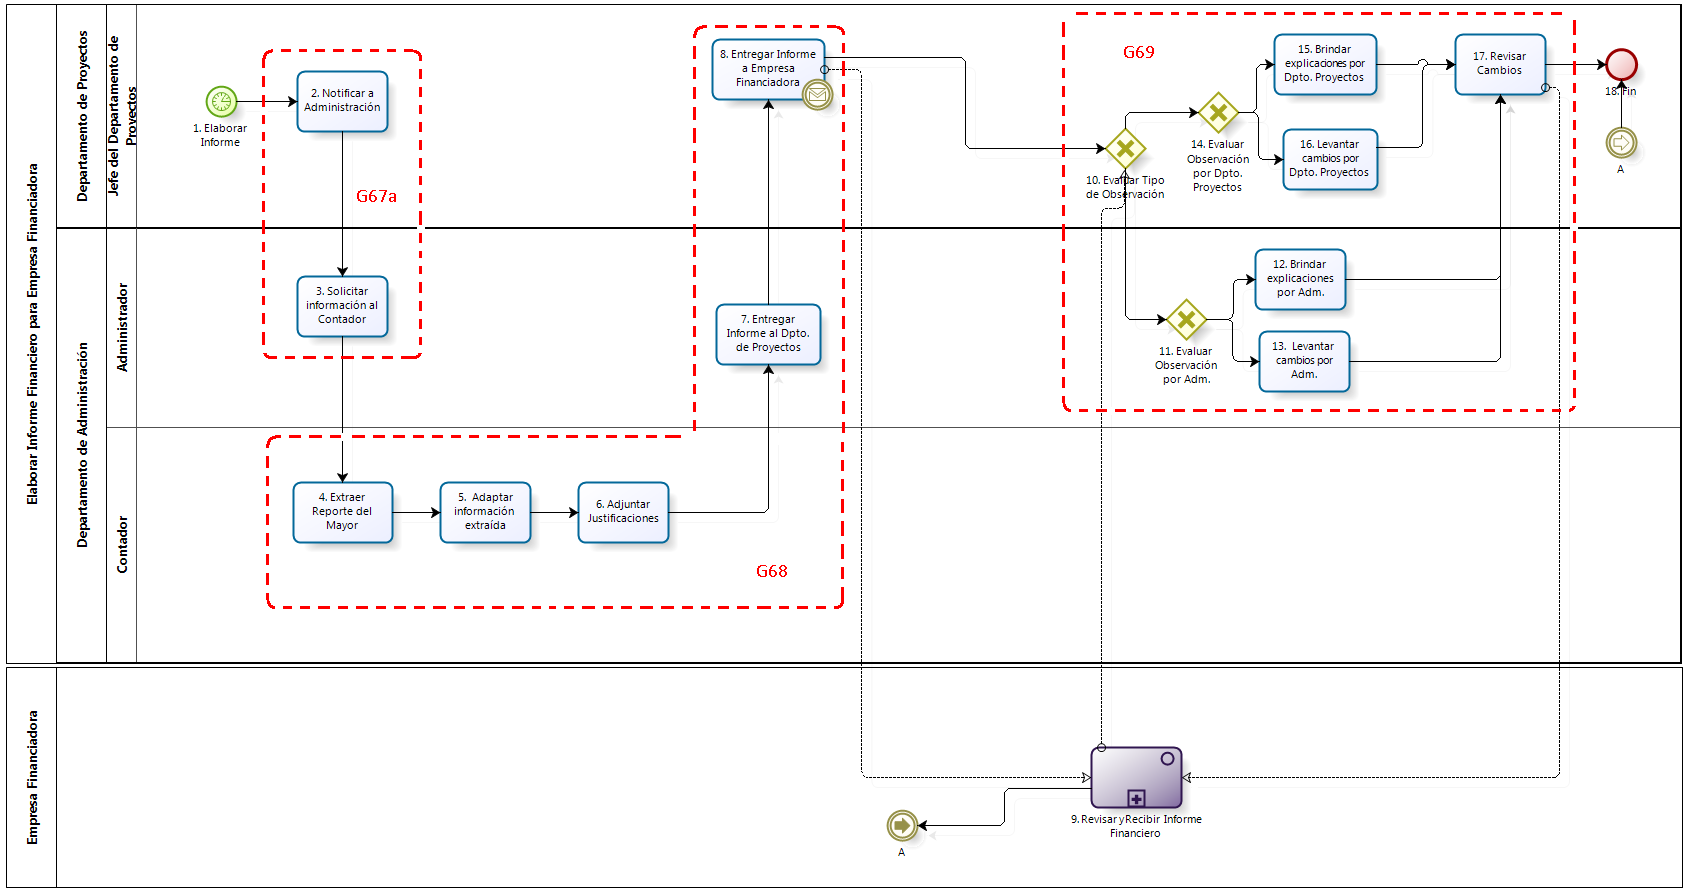 Elaborar Informe Financiero para Empresa Financiadora
Departamento de Proyectos
Jefe del Departamento de
Proyectos
1. Elaborar
Informe
2. Notificar a
Administración
G67a
8. Entregar Informe
a Empresa
Financiadora
G69
10. Evaluar Tipo
de Observación
14. Evaluar
Observación
por Dpto.
Proyectos
15. Brindar
explicaciones por
Dpto. Proyectos
16. Levantar
cambios por
Dpto. Proyectos
17. Revisar
Cambios
18. Fin
A
Departamento de Administración
Administrador
3. Solicitar
información al
Contador
7. Entregar
Informe al Dpto.
de Proyectos
11. Evaluar
Observación
por Adm.
12. Brindar
explicaciones
por Adm.
13. Levantar
cambios por
Adm.
Contador
4. Extraer
Reporte del
Mayor
5. Adaptar
información
extraída
6. Adjuntar
Justificaciones
G68
Empresa Financiadora
9. Revisar y Recibir Informe
Financiero
A